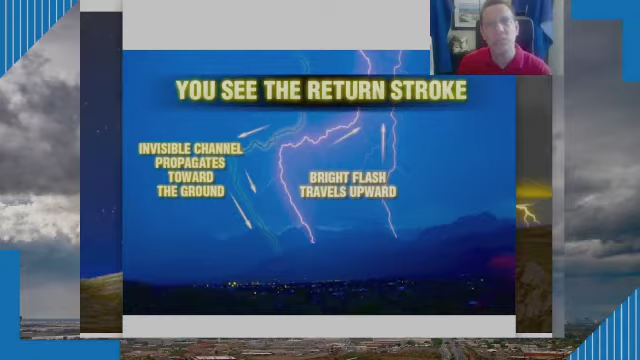 YOU SEE THE RETURN STROKE
INVISIBLE CHANNEL
PROPAGATES
TOWARD
THE GROUND
BRIGHT FLASH
TRAVELS UPWARD